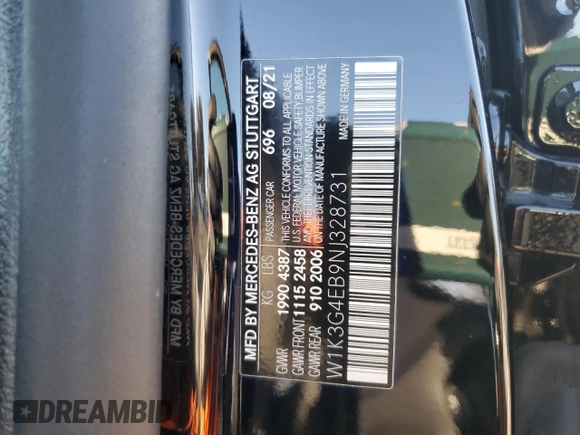 MFD BY MERCEDES-BENZ AG STUTTGART
PASSENGER CAR 696 08/21
KG LBS
GVWR 1990 4387
GAWR FRONT 1115 2458
GAWR REAR 910 2006
THIS VEHICLE CONFORMS TO ALL APPLICABLE
U.S. FEDERAL MOTOR VEHICLE SAFETY, BUMPER,
AND THEFT PREVENTION STANDARDS IN EFFECT
ON THE DATE OF MANUFACTURE SHOWN ABOVE
MADE IN GERMANY
W1K3G4EB9NJ328731
DREAMBID